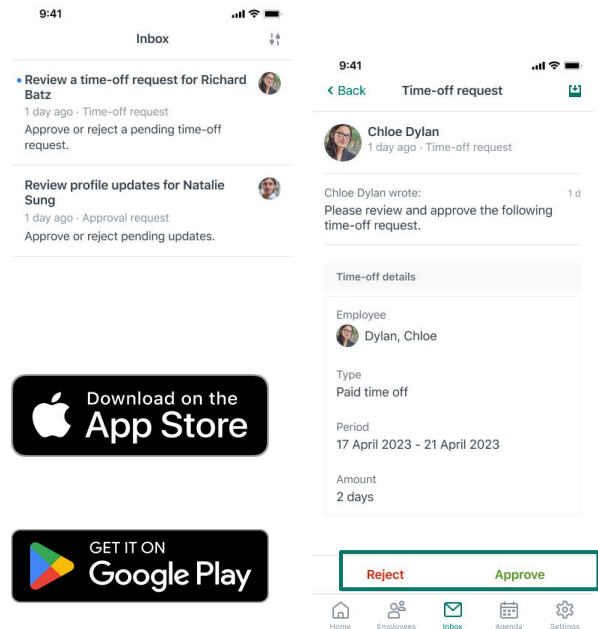 9:41
Inbox
Review a time-off request for Richard
Batz
1 day ago · Time-off request
Approve or reject a pending time-off
request.
Review profile updates for Natalie
Sung
1 day ago · Approval request
Approve or reject pending updates.
Download on the
App Store
GET IT ON
Google Play
9:41
Back
Time-off request
Chloe Dylan
1 day ago · Time-off request
Chloe Dylan wrote:
1 d
Please review and approve the following
time-off request.
Time-off details
Employee
Dylan, Chloe
Type
Paid time off
Period
17 April 2023 - 21 April 2023
Amount
2 days
Reject
Approve
Home
Employees
Inbox
Agenda
Settings